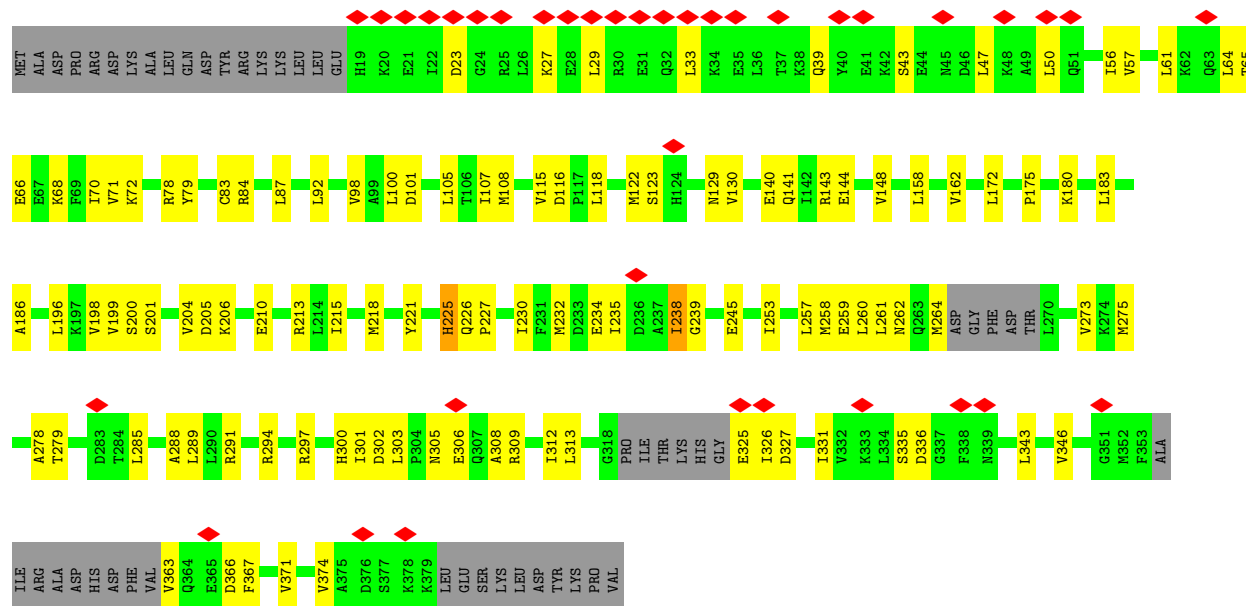 MET ALA ASP PRO ARG ASP LYS ALA LEU GLN ASP TYR ARG LYS LYS LEU LEU GLU H19 K20 E21 I22 D23 G24 R25 L26 K27 E28 L29 R30 E31 Q32 L33 K34 E35 L36 T37 K38 Q39 Y40 E41 K42 S43 E44 N45 D46 L47 K48 A49 L50 Q51 I56 V57 L61 K62 Q63 L64 T65
E66 E67 K68 F69 I70 V71 K72 R78 Y79 C83 R84 L87 L92 V98 A99 L100 D101 L105 T106 I107 M108 V115 D116 P117 L118 M122 S123 H124 N129 V130 E140 Q141 I142 R143 E144 V148 L158 V162 L172 P175 K180 L183
A186 L196 K197 V198 V199 S200 S201 V204 D205 K206 E210 R213 L214 I215 M218 Y221 H225 Q226 P227 I230 F231 M232 D233 E234 I235 D236 A237 I238 G239 E245 I253 L257 M258 E259 L260 L261 N262 Q263 M264 ASP GLY PHE ASP THR L270 V273 K274 M275
A278 T279 D283 T284 L285 A288 L289 L290 R291 R294 R297 H300 I301 D302 L303 P304 N305 E306 Q307 A308 R309 I312 L313 G318 PRO ILE THR LYS HIS GLY E325 I326 D327 I331 V332 K333 L334 S335 D336 G337 F338 N339 L343 V346 G351 M352 F353 ALA
ILE ARG ALA ASP HIS ASP PHE VAL V363 Q364 E365 D366 F367 V371 V374 A375 D376 S377 K378 K379 LEU GLU SER LYS LEU ASP TYR LYS PRO VAL